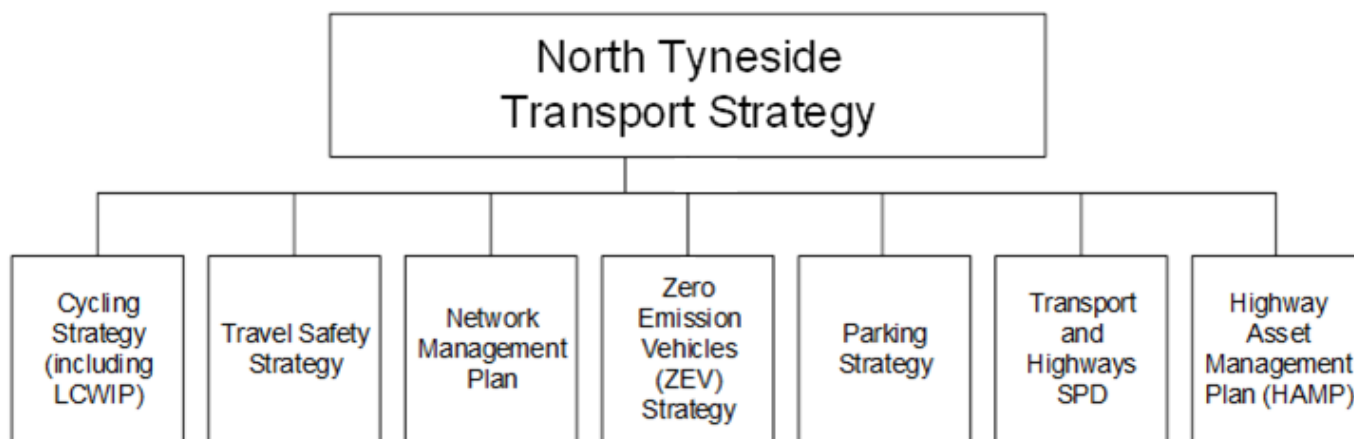 North Tyneside
Transport Strategy
Cycling
Strategy
(including
LCWIP)
Travel Safety
Strategy
Network
Management
Plan
Zero
Emission
Vehicles
(ZEV)
Strategy
Parking
Strategy
Transport
and
Highways
SPD
Highway
Asset
Management
Plan (HAMP)